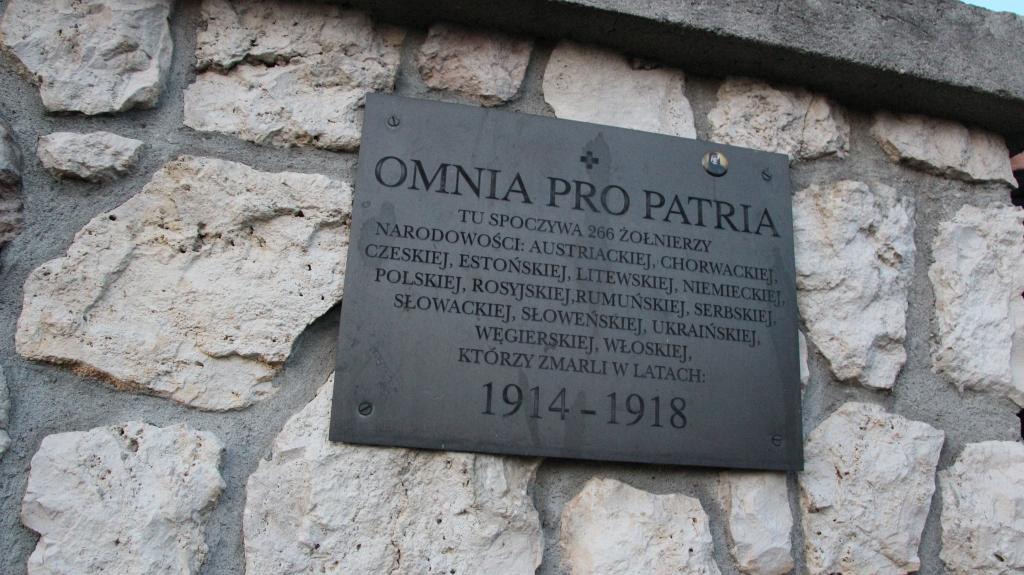 OMNIA PRO PATRIA
TU SPOCZYWA 266 ŻOŁNIERZY
NARODOWOŚCI: AUSTRIACKIEJ, CHORWACKIEJ,
CZESKIEJ, ESTOŃSKIEJ, LITEWSKIEJ, NIEMIECKIEJ,
POLSKIEJ, ROSYJSKIEJ,RUMUŃSKIEJ, SERBSKIEJ,
SŁOWACKIEJ, SŁOWEŃSKIEJ, UKRAIŃSKIEJ,
WĘGIERSKIEJ, WŁOSKIEJ,
KTÓRZY ZMARLI W LATACH:
1914 – 1918